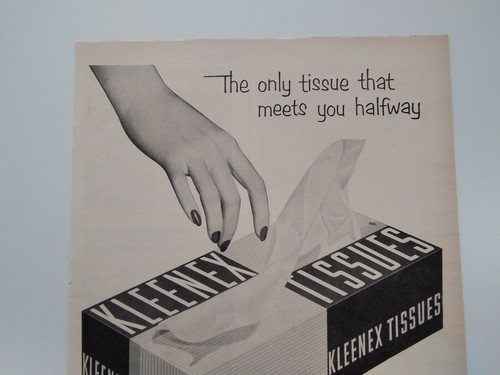 The only tissue that
meets you halfway
KLEENEX TISSUES
KLEENEX TISSUES